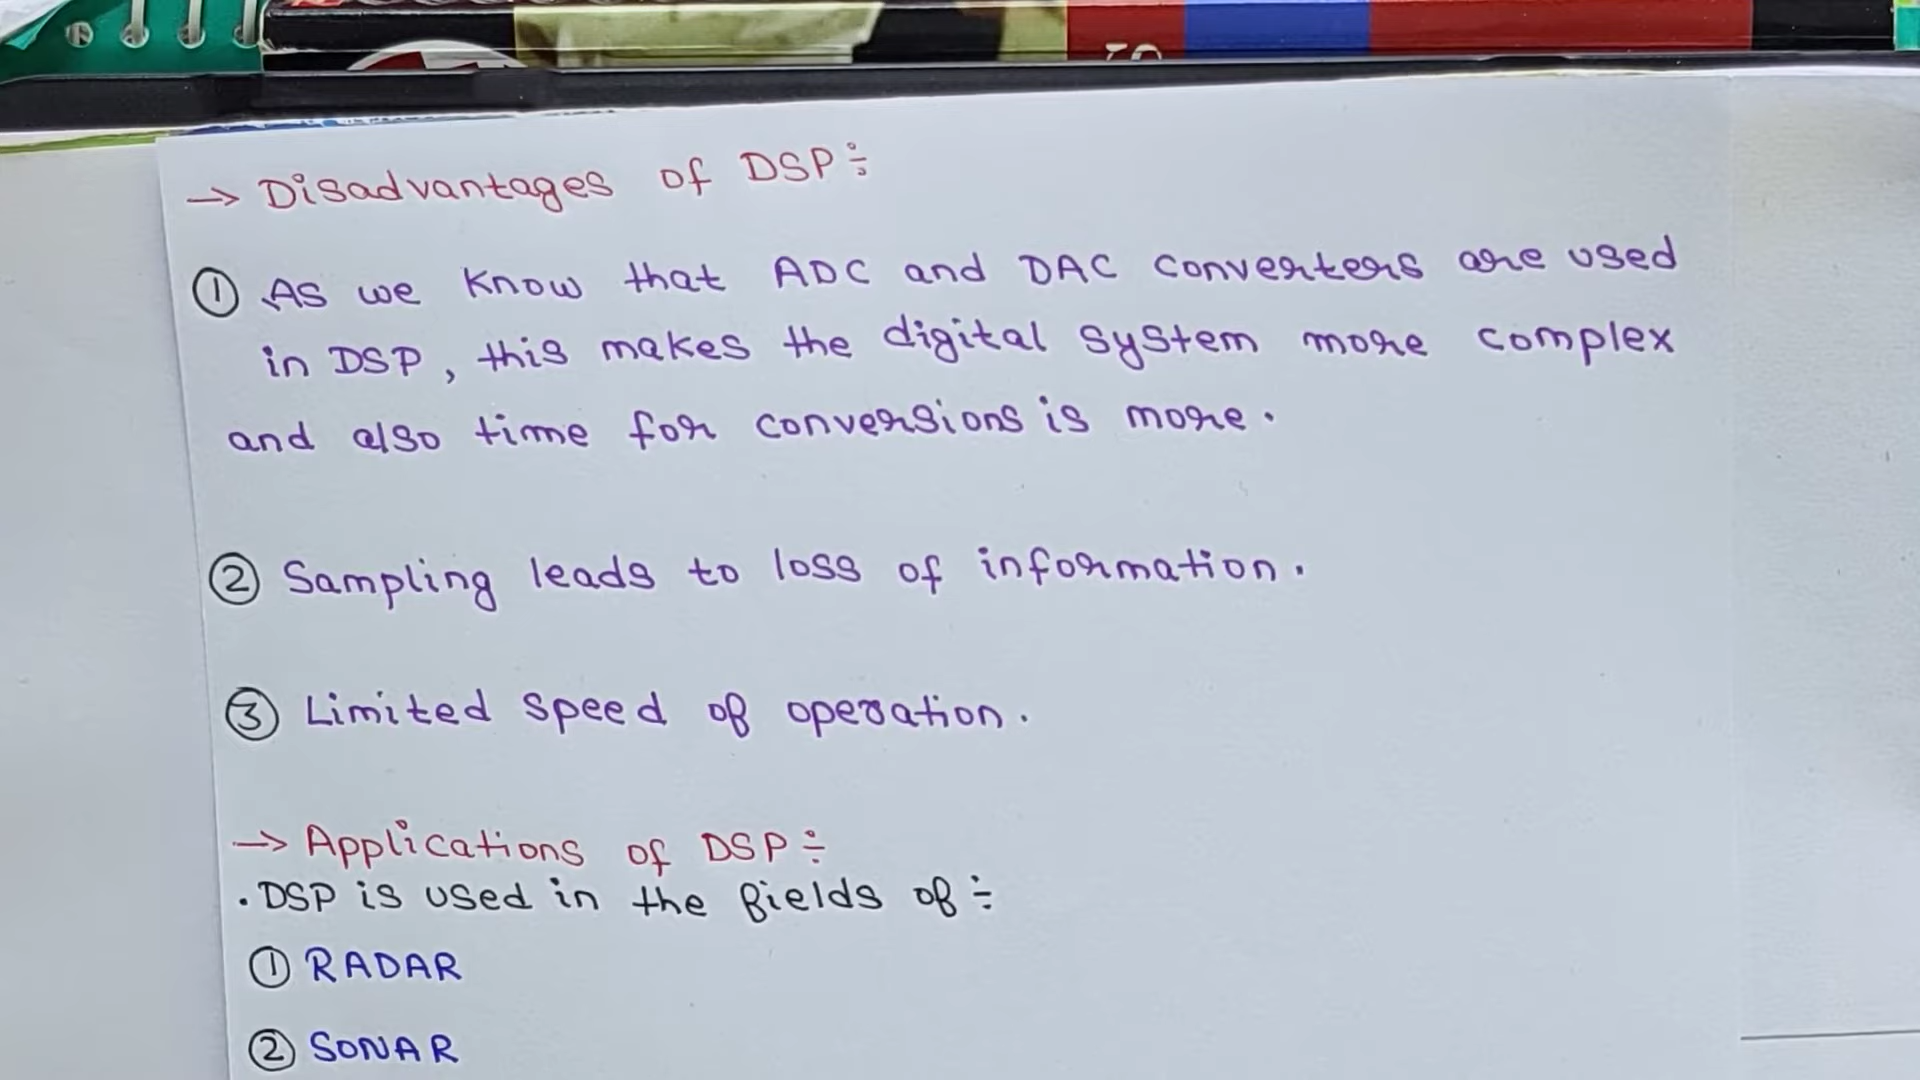 → Disadvantages of DSP÷
① As we know that ADC and DAC converters are used
in DSP, this makes the digital system more complex
and also time for conversions is more.
② Sampling leads to loss of information.
③ Limited speed of operation.
→ Applications of DSP÷
. DSP is used in the fields of÷
① RADAR
② SONAR